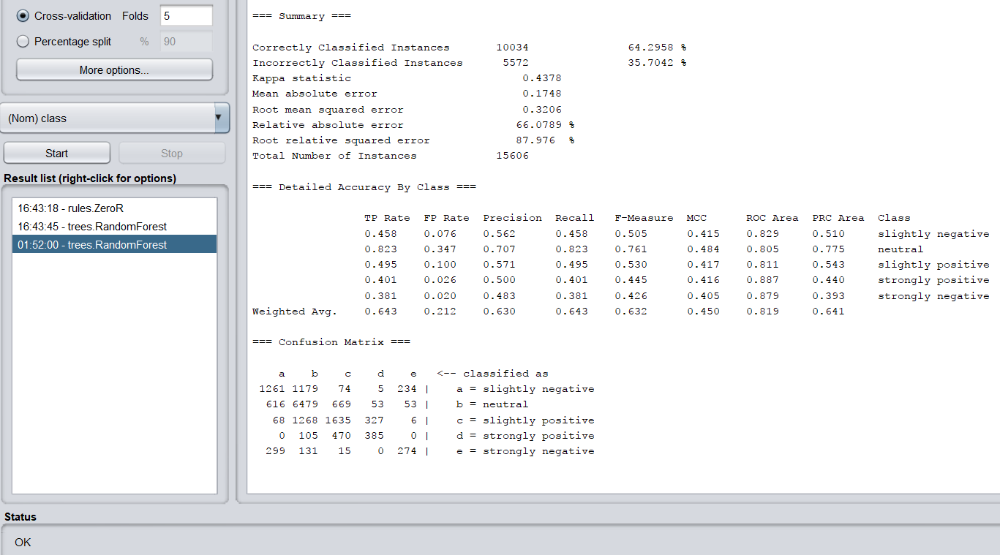 Cross-validation Folds 5
Percentage split % 90
More options...
(Nom) class
Start Stop
Result list (right-click for options)
16:43:18 - rules.ZeroR
16:43:45 - trees.RandomForest
01:52:00 - trees.RandomForest
=== Summary ===
Correctly Classified Instances 10034 64.2958 %
Incorrectly Classified Instances 5572 35.7042 %
Kappa statistic 0.4378
Mean absolute error 0.1748
Root mean squared error 0.3206
Relative absolute error 66.0789 %
Root relative squared error 87.976 %
Total Number of Instances 15606
=== Detailed Accuracy By Class ===
TP Rate FP Rate Precision Recall F-Measure MCC ROC Area PRC Area Class
0.458 0.076 0.562 0.458 0.505 0.415 0.829 0.510 slightly negative
0.823 0.347 0.707 0.823 0.761 0.484 0.805 0.775 neutral
0.495 0.100 0.571 0.495 0.530 0.417 0.811 0.543 slightly positive
0.401 0.026 0.500 0.401 0.445 0.416 0.887 0.440 strongly positive
0.381 0.020 0.483 0.381 0.426 0.405 0.879 0.393 strongly negative
Weighted Avg. 0.643 0.212 0.630 0.643 0.632 0.450 0.819 0.641
=== Confusion Matrix ===
a b c d e <-- classified as
1261 1179 74 5 234 | a = slightly negative
616 6479 669 53 53 | b = neutral
68 1268 1635 327 6 | c = slightly positive
0 105 470 385 0 | d = strongly positive
299 131 15 0 274 | e = strongly negative
Status
OK